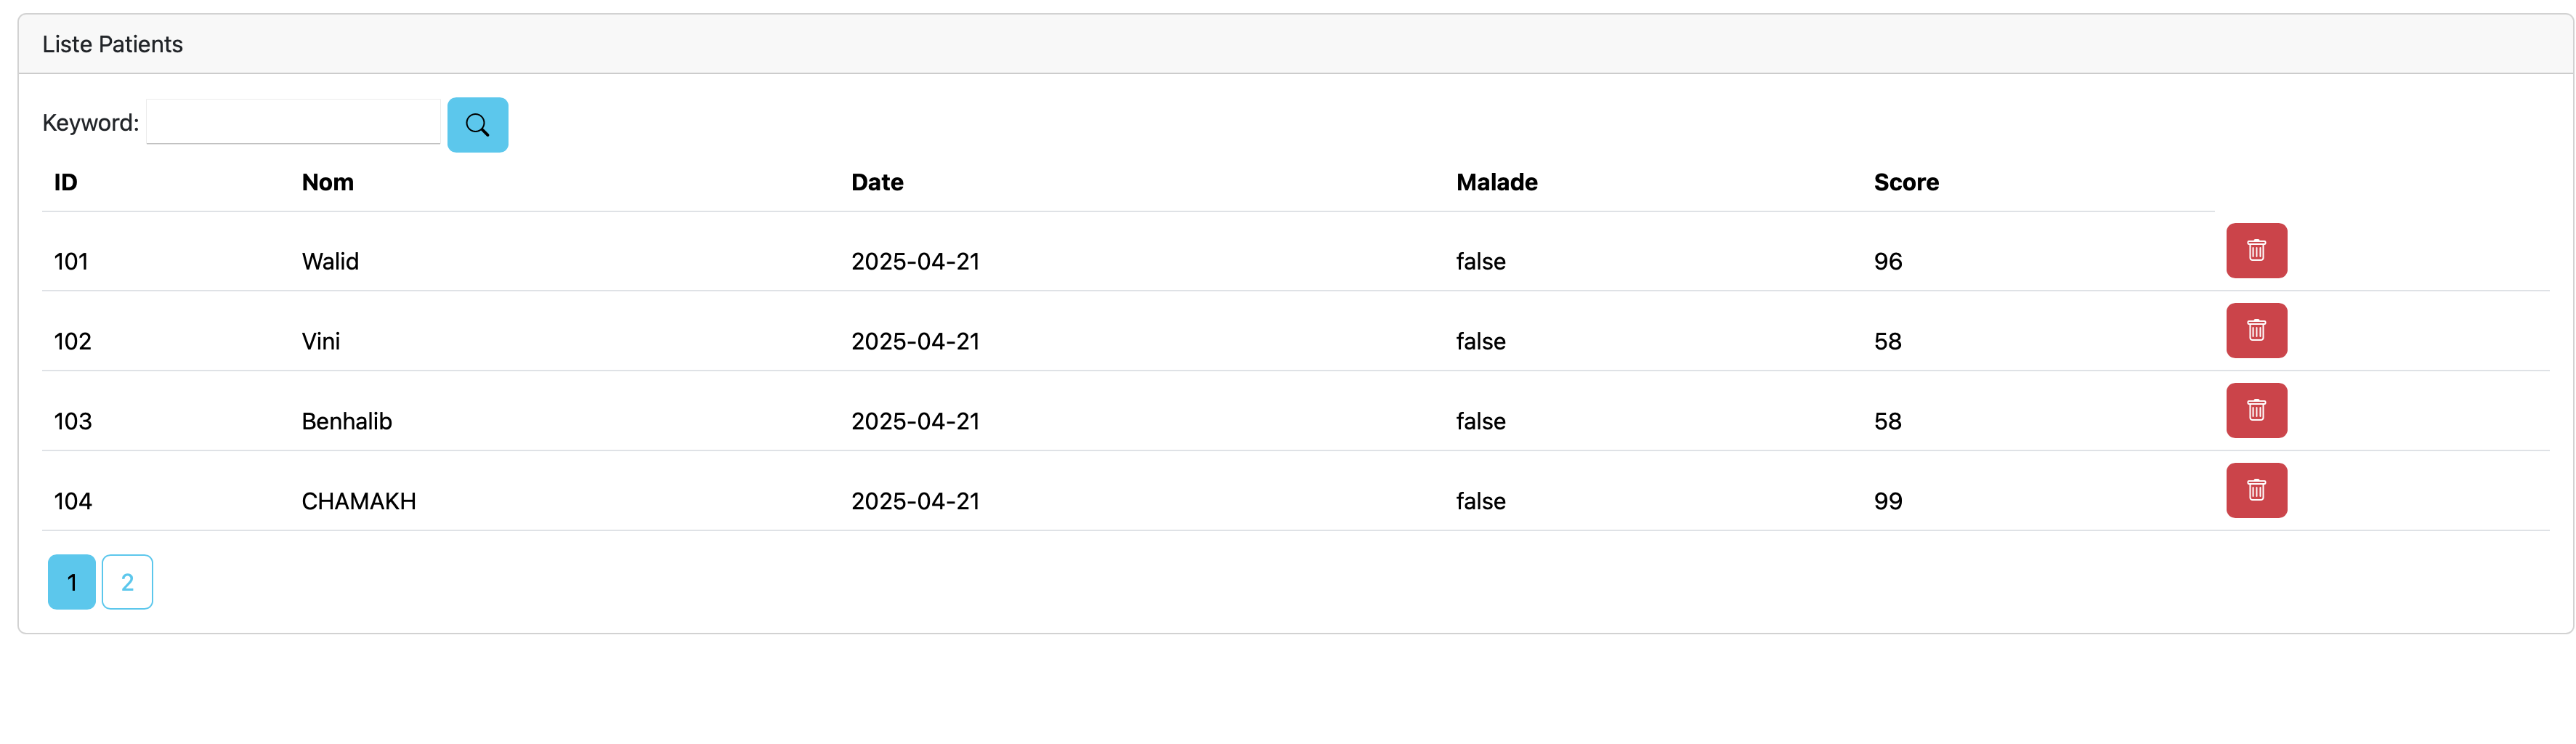 Liste Patients
Keyword:
ID Nom Date Malade Score
101 Walid 2025-04-21 false 96
102 Vini 2025-04-21 false 58
103 Benhalib 2025-04-21 false 58
104 CHAMAKH 2025-04-21 false 99
1 2